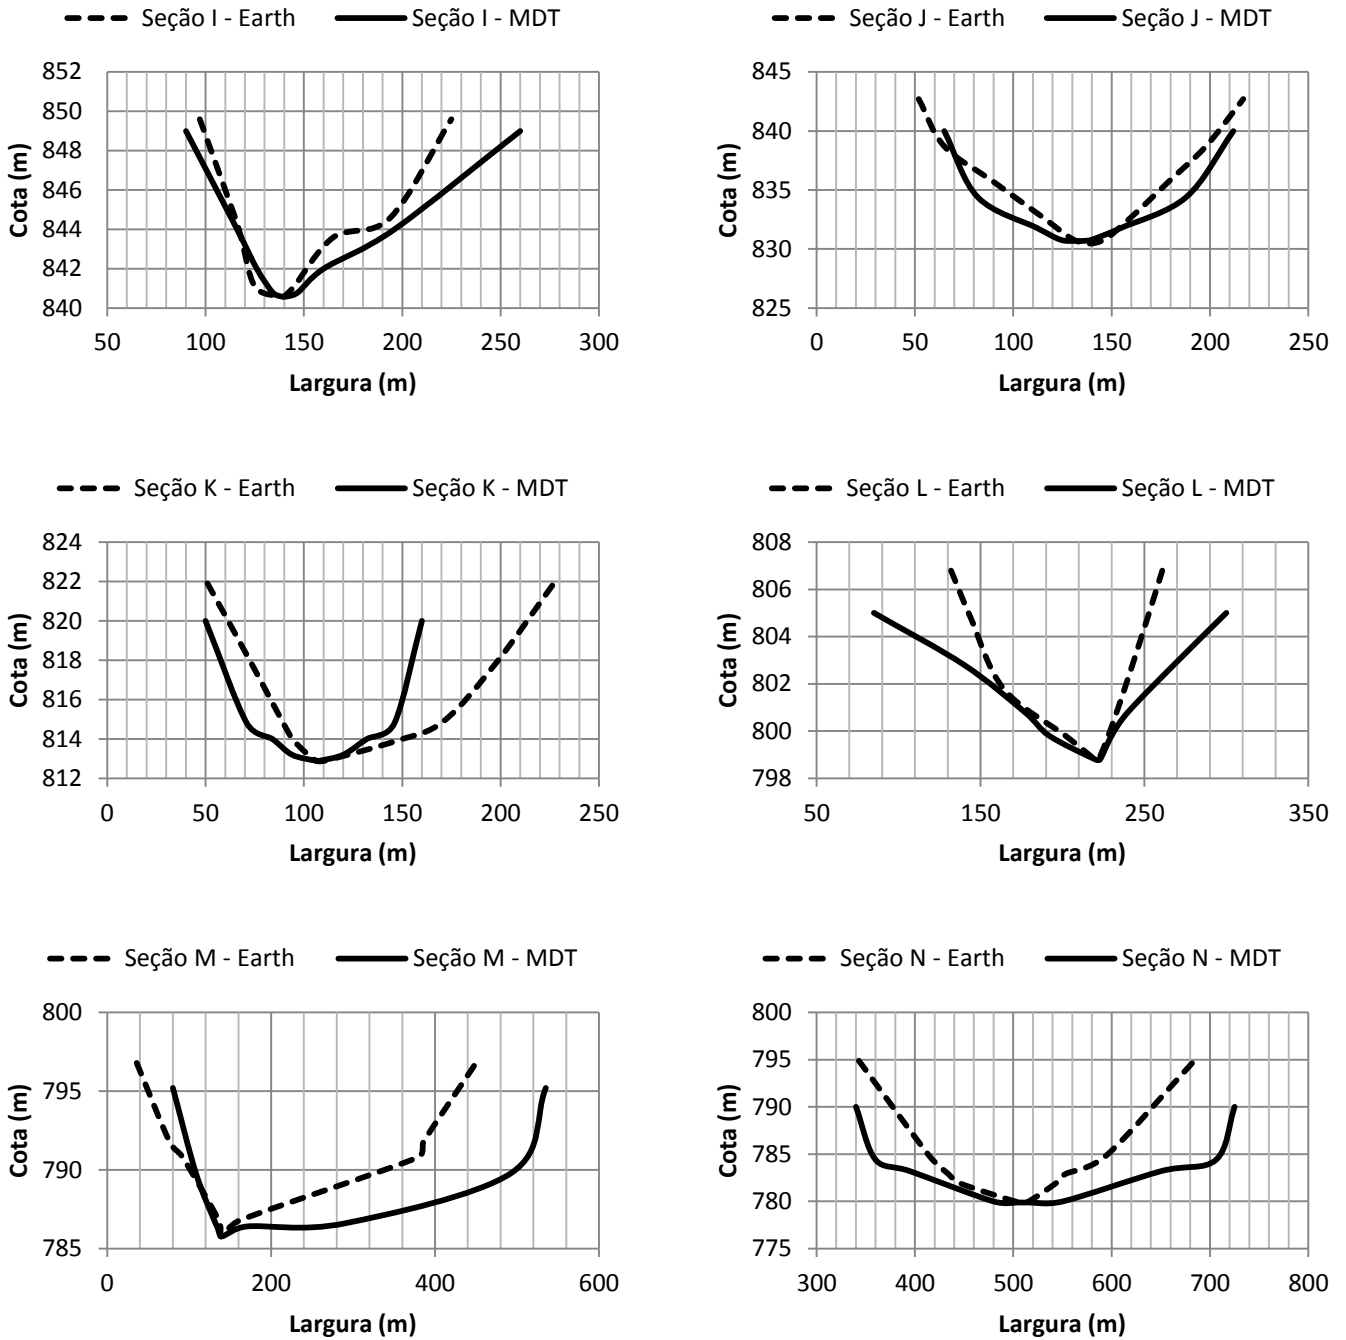 Seção I - Earth Seção I - MDT
852
850
848
846
844
842
840
50 100 150 200 250 300
Cota (m)
Largura (m)
Seção J - Earth Seção J - MDT
845
840
835
830
825
0 50 100 150 200 250
Cota (m)
Largura (m)
Seção K - Earth Seção K - MDT
824
822
820
818
816
814
812
0 50 100 150 200 250
Cota (m)
Largura (m)
Seção L - Earth Seção L - MDT
808
806
804
802
800
798
50 150 250 350
Cota (m)
Largura (m)
Seção M - Earth Seção M - MDT
800
795
790
785
0 200 400 600
Cota (m)
Largura (m)
Seção N - Earth Seção N - MDT
800
795
790
785
780
775
300 400 500 600 700 800
Cota (m)
Largura (m)